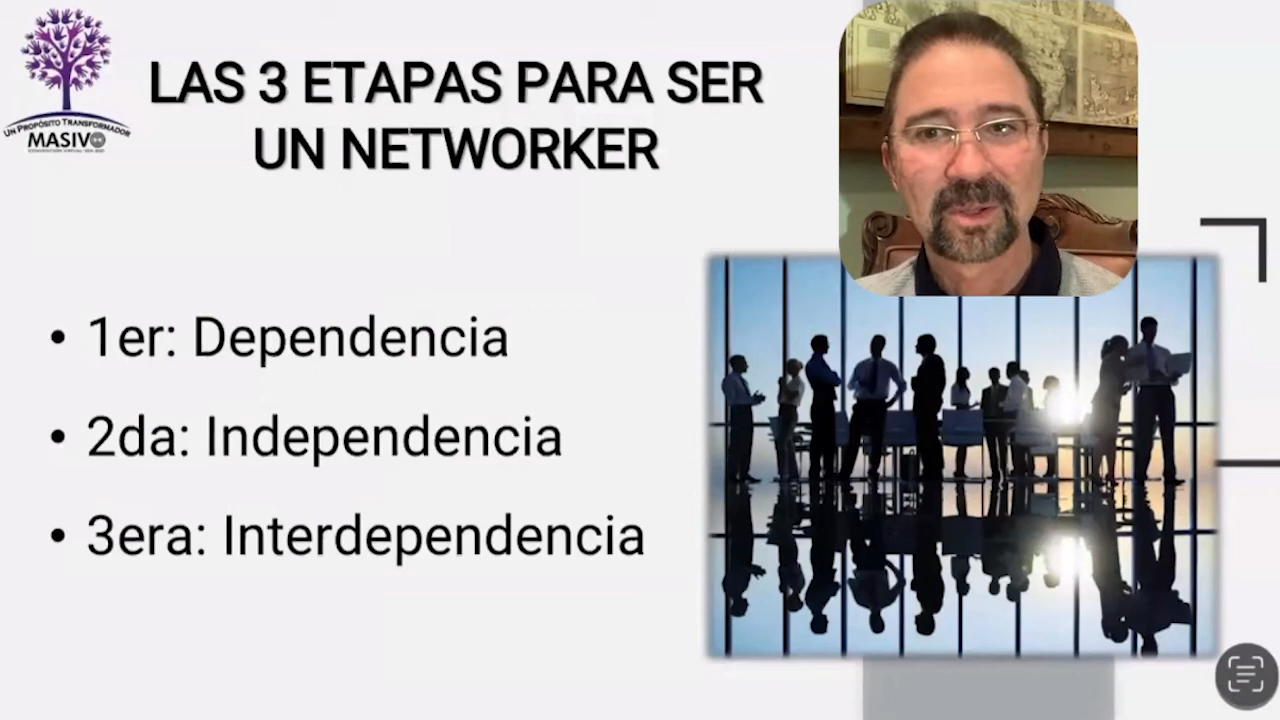 UN PROPÓSITO TRANSFORMADOR
MASIVO
LAS 3 ETAPAS PARA SER
UN NETWORKER
• 1er: Dependencia
• 2da: Independencia
• 3era: Interdependencia